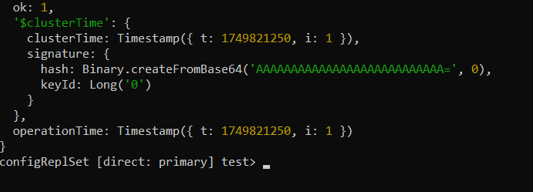 ok: 1,
'$clusterTime': {
clusterTime: Timestamp({ t: 1749821250, i: 1 }),
signature: {
hash: Binary.createFromBase64('AAAAAAAAAAAAAAAAAAAAAAAAAAA=', 0),
keyId: Long('0')
}
},
operationTime: Timestamp({ t: 1749821250, i: 1 })
}
configReplSet [direct: primary] test>